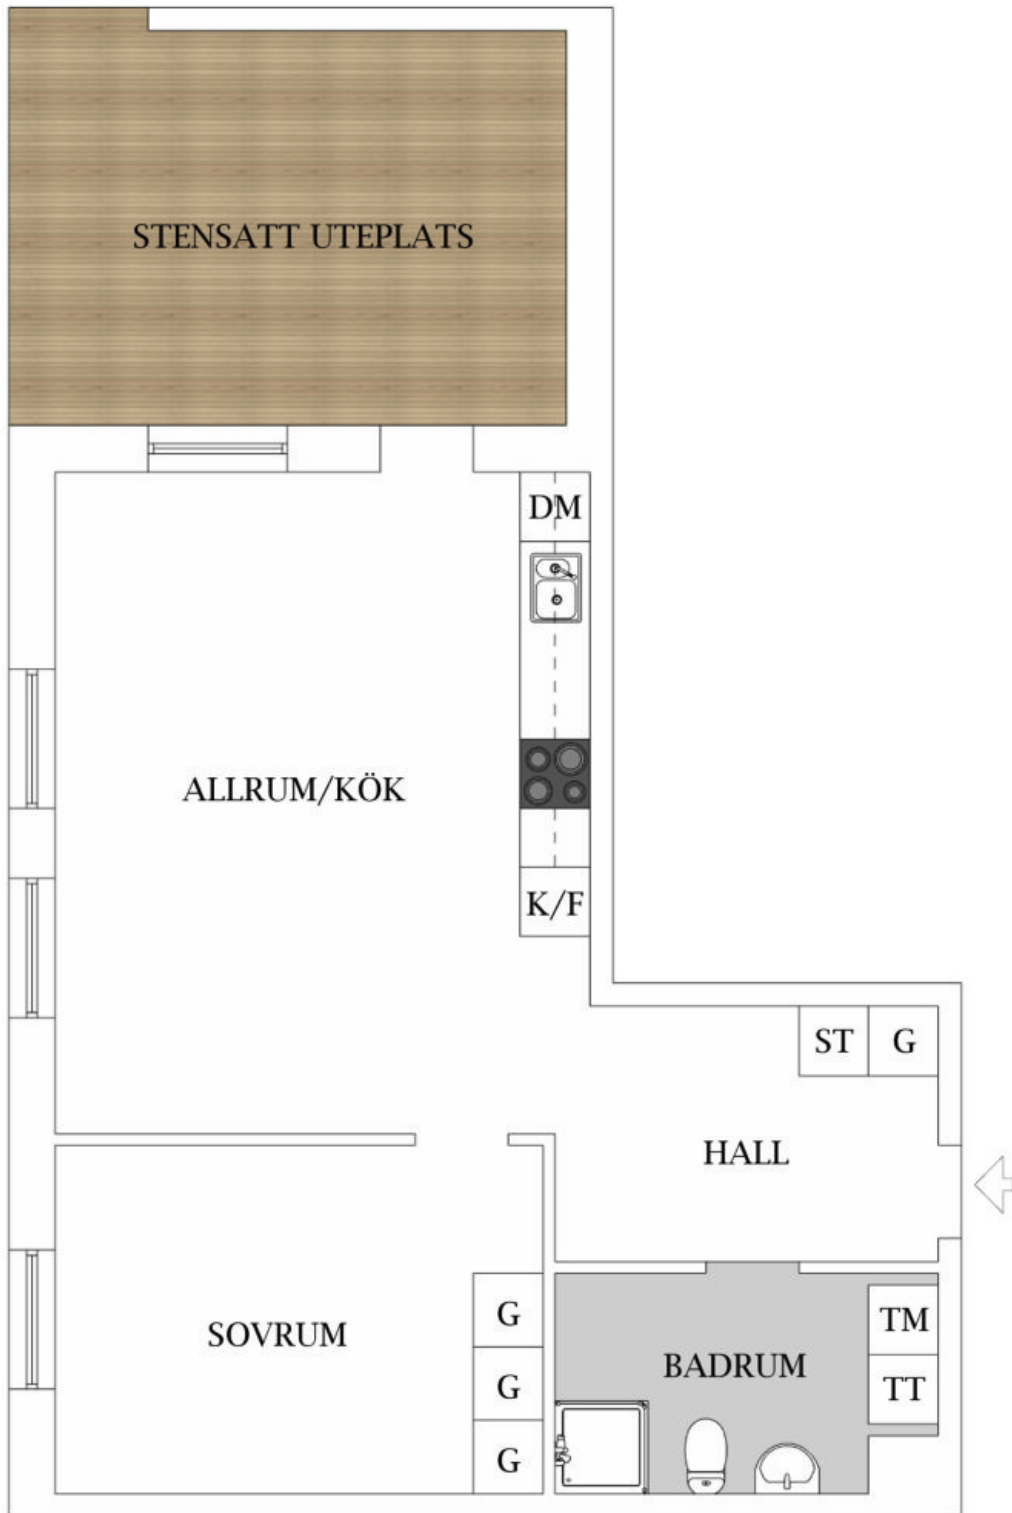 STENSATT UTEPLATS
DM
ALLRUM/KÖK
K/F
ST G
HALL
G
SOVRUM
TM
BADRUM
G
TT
G